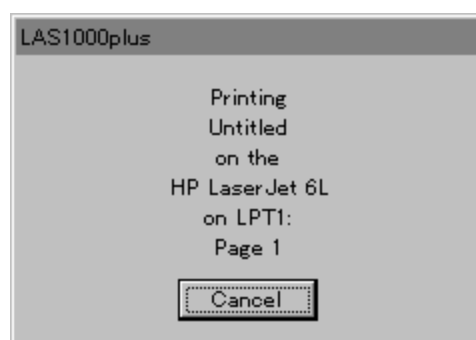 LAS1000plus
Printing
Untitled
on the
HP LaserJet 6L
on LPT1:
Page 1
Cancel